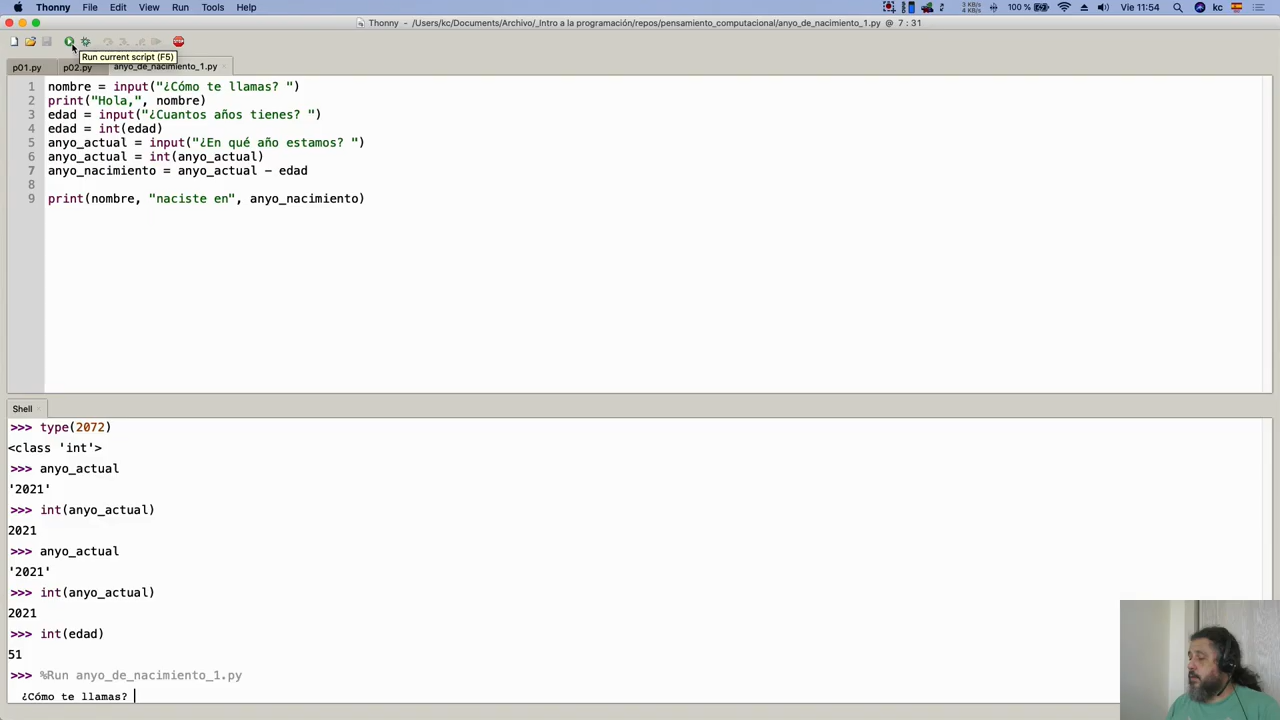 Thonny File Edit View Run Tools Help 3 KB/s 4 KB/s 100 % Vie 11:54 kc
Thonny - /Users/kc/Documents/Archivo/_Intro a la programación/repos/pensamiento_computacional/anyo_de_nacimiento_1.py @ 7 : 31
Run current script (F5)
p01.py p02.py anyo_de_nacimiento_1.py
1 nombre = input("¿Cómo te llamas? ")
2 print("Hola,", nombre)
3 edad = input("¿Cuantos años tienes? ")
4 edad = int(edad)
5 anyo_actual = input("¿En qué año estamos? ")
6 anyo_actual = int(anyo_actual)
7 anyo_nacimiento = anyo_actual - edad
8
9 print(nombre, "naciste en", anyo_nacimiento)
Shell
>>> type(2072)
<class 'int'>
>>> anyo_actual
'2021'
>>> int(anyo_actual)
2021
>>> anyo_actual
'2021'
>>> int(anyo_actual)
2021
>>> int(edad)
51
>>> %Run anyo_de_nacimiento_1.py
¿Cómo te llamas?